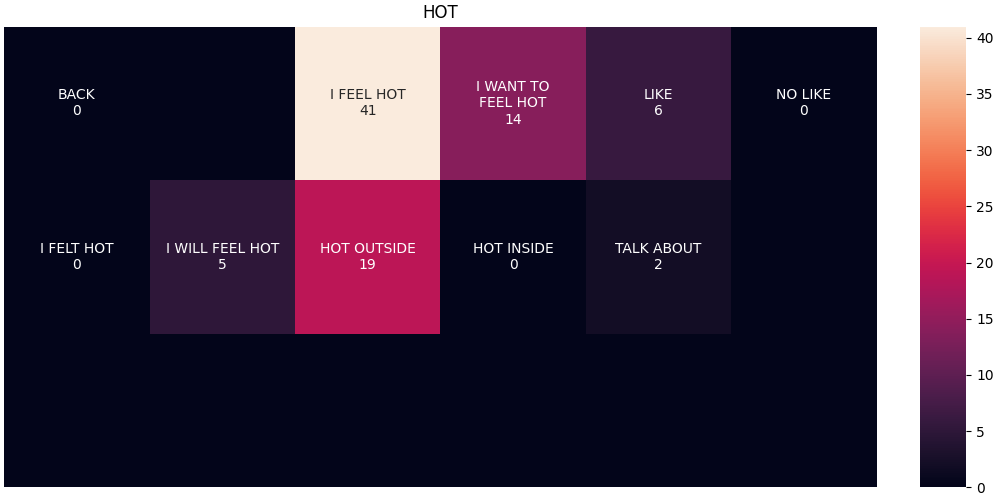 HOT
BACK
0
I FEEL HOT
41
I WANT TO
FEEL HOT
14
LIKE
6
NO LIKE
0
I FELT HOT
0
I WILL FEEL HOT
5
HOT OUTSIDE
19
HOT INSIDE
0
TALK ABOUT
2
40
35
30
25
20
15
10
5
0